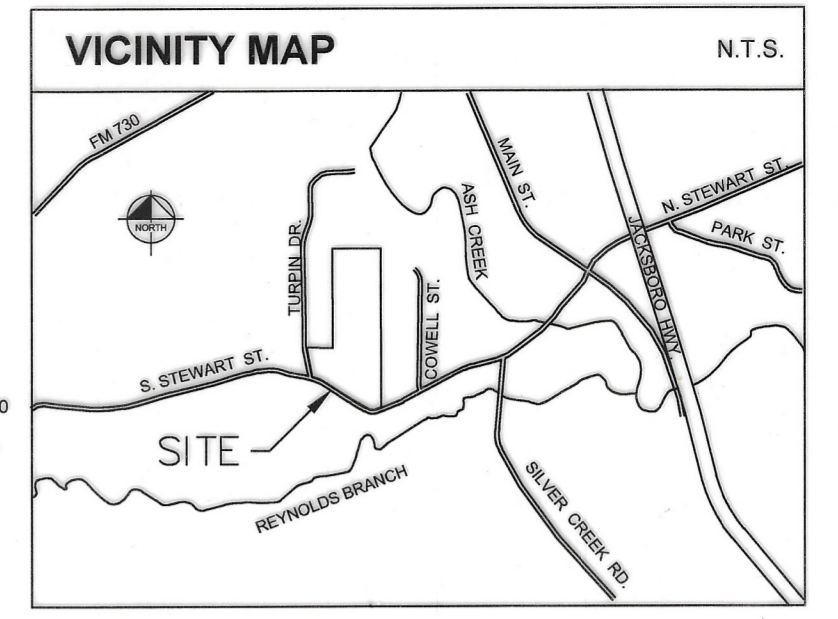 VICINITY MAP
N.T.S.
FM 730
NORTH
TURPIN DR.
ASH CREEK
MAIN ST.
JACKSBORO HWY
N. STEWART ST.
PARK ST.
COWELL ST.
S. STEWART ST.
0
SITE
REYNOLDS BRANCH
SILVER CREEK RD.